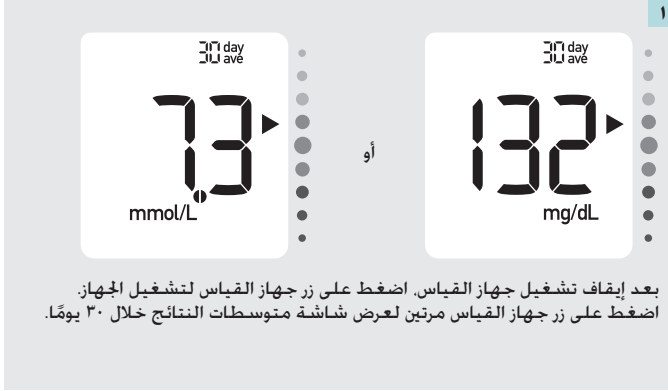 ١
30 day
ave
132
mg/dL
أو
30 day
ave
7.3
mmol/L
بعد إيقاف تشغيل جهاز القياس، اضغط على زر جهاز القياس لتشغيل الجهاز.
اضغط على زر جهاز القياس مرتين لعرض شاشة متوسطات النتائج خلال ٣٠ يومًا.